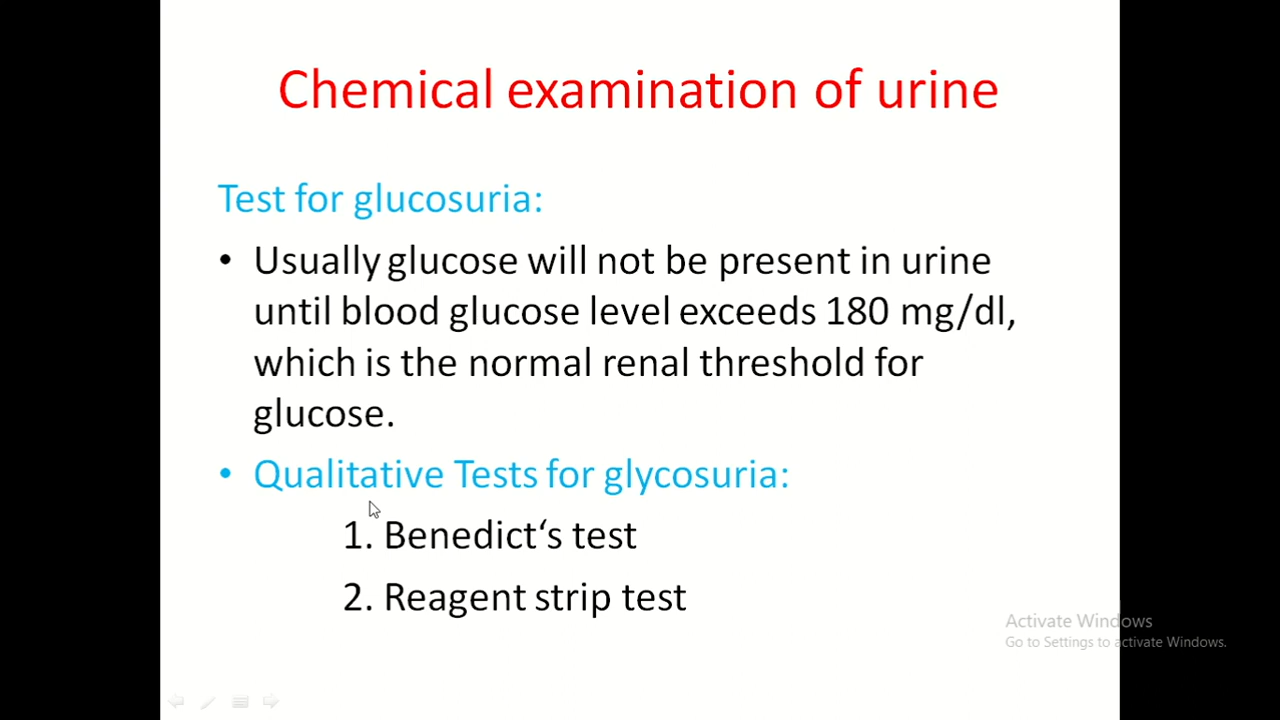 Chemical examination of urine
Test for glucosuria:
• Usually glucose will not be present in urine
until blood glucose level exceeds 180 mg/dl,
which is the normal renal threshold for
glucose.
• Qualitative Tests for glycosuria:
1. Benedict‘s test
2. Reagent strip test
Activate Windows
Go to Settings to activate Windows.